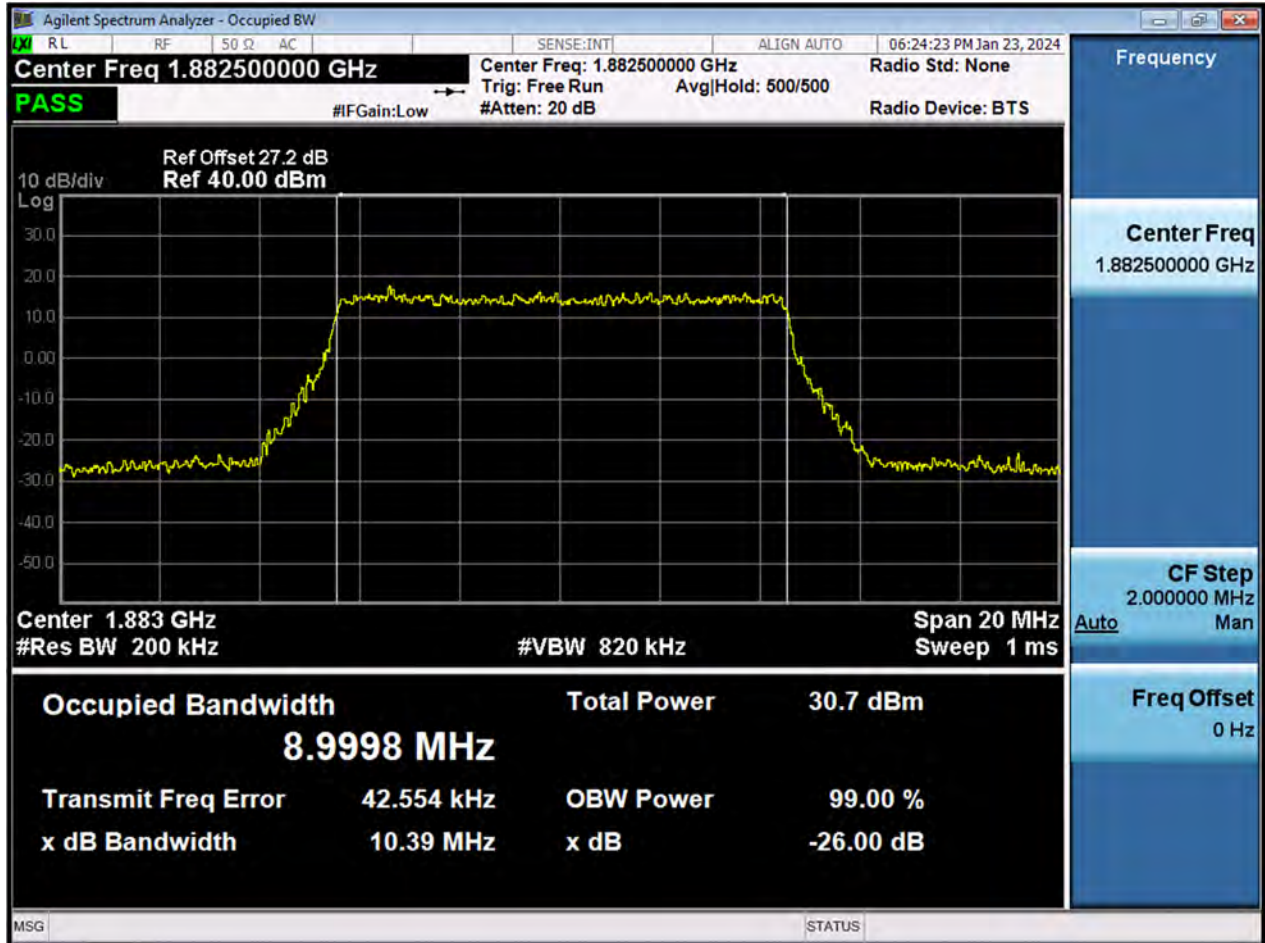 Agilent Spectrum Analyzer - Occupied BW
LXI RL RF 50 Ω AC SENSE:INT ALIGN AUTO 06:24:23 PM Jan 23, 2024
Center Freq 1.882500000 GHz
Center Freq: 1.882500000 GHz
Radio Std: None
Trig: Free Run Avg|Hold: 500/500
PASS
#IFGain:Low
#Atten: 20 dB
Radio Device: BTS
Ref Offset 27.2 dB
10 dB/div Ref 40.00 dBm
Log
30.0
20.0
10.0
0.00
-10.0
-20.0
-30.0
-40.0
-50.0
Center 1.883 GHz Span 20 MHz
#Res BW 200 kHz #VBW 820 kHz Sweep 1 ms
Occupied Bandwidth Total Power 30.7 dBm
8.9998 MHz
Transmit Freq Error 42.554 kHz OBW Power 99.00 %
x dB Bandwidth 10.39 MHz x dB -26.00 dB
MSG STATUS
Frequency
Center Freq
1.882500000 GHz
CF Step
2.000000 MHz
Auto Man
Freq Offset
0 Hz